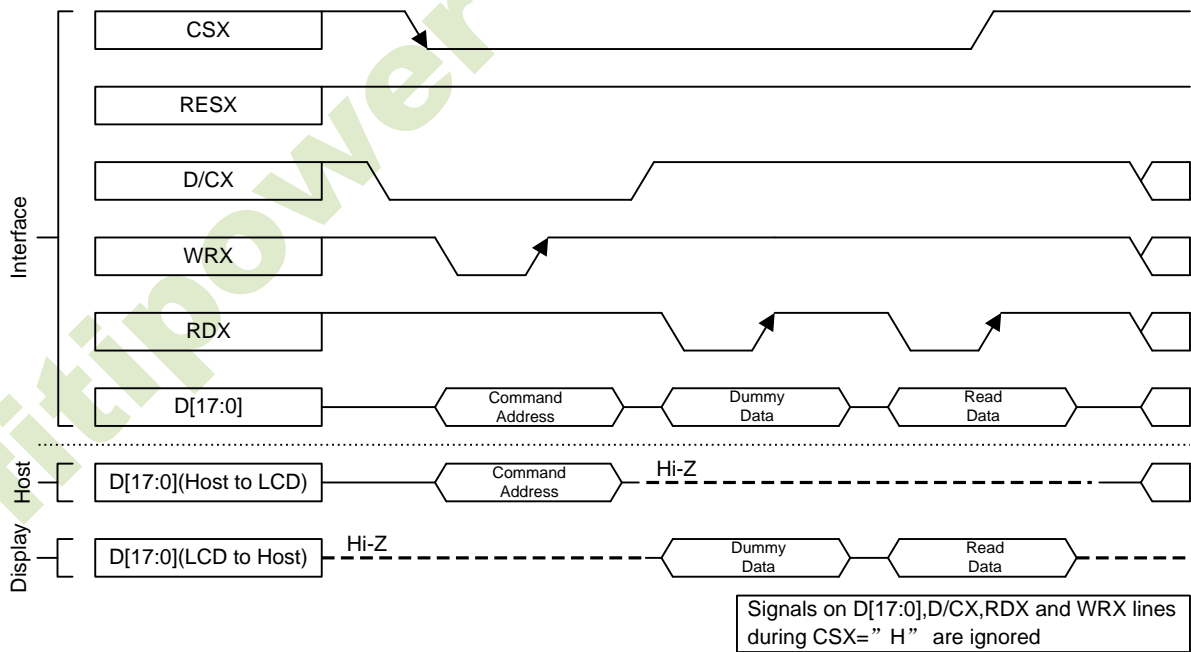 CSX
RESX
D/CX
WRX
RDX
D[17:0]
Command
Address
Dummy
Data
Read
Data
Interface
D[17:0](Host to LCD)
Command
Address
Hi-Z
Host
D[17:0](LCD to Host)
Hi-Z
Dummy
Data
Read
Data
Display
Signals on D[17:0],D/CX,RDX and WRX lines
during CSX=” H” are ignored
fitipower